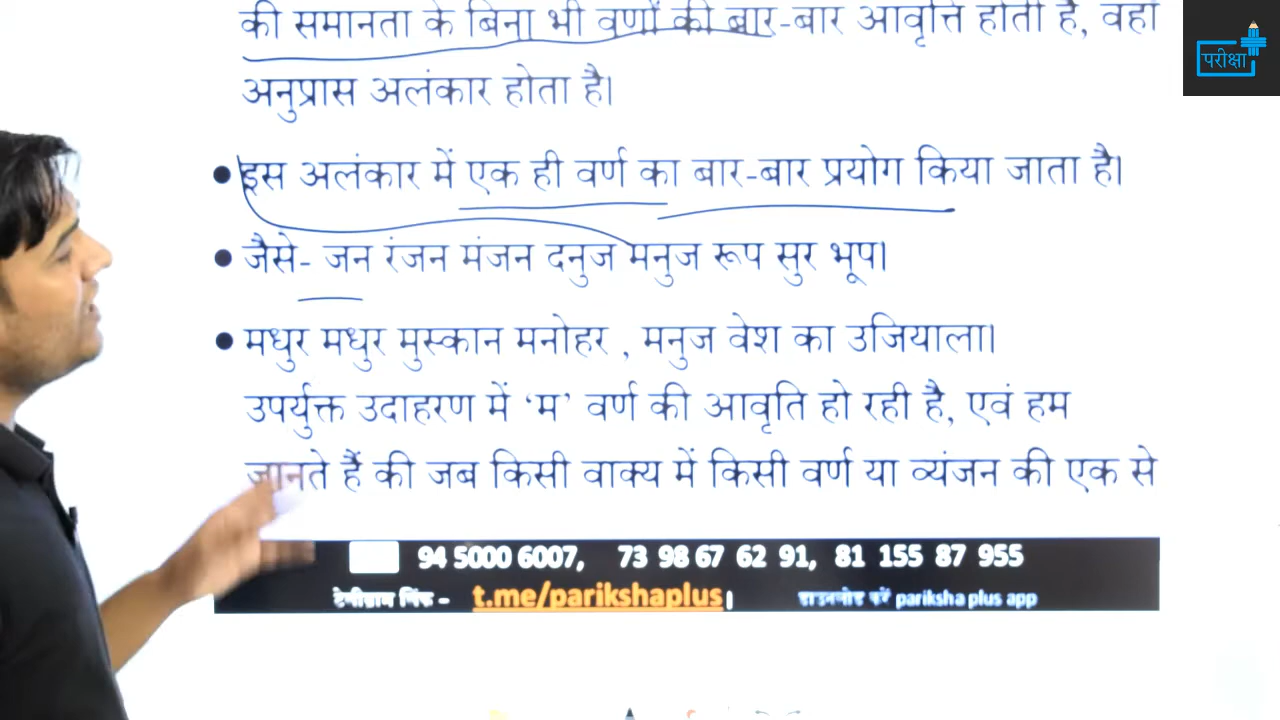 की समानता के बिना भी वर्णों की बार-बार आवृत्ति होती है, वहाँ
अनुप्रास अलंकार होता है।
इस अलंकार में एक ही वर्ण का बार-बार प्रयोग किया जाता है।
जैसे- जन रंजन मंजन दनुज मनुज रूप सुर भूप।
मधुर मधुर मुस्कान मनोहर , मनुज वेश का उजियाला।
उपर्युक्त उदाहरण में ‘म’ वर्ण की आवृति हो रही है, एवं हम
जानते हैं की जब किसी वाक्य में किसी वर्ण या व्यंजन की एक से
94 5000 6007, 73 98 67 62 91, 81 155 87 955
टेलीग्राम लिंक - t.me/parikshaplus। डाउनलोड करें pariksha plus app
परीक्षा